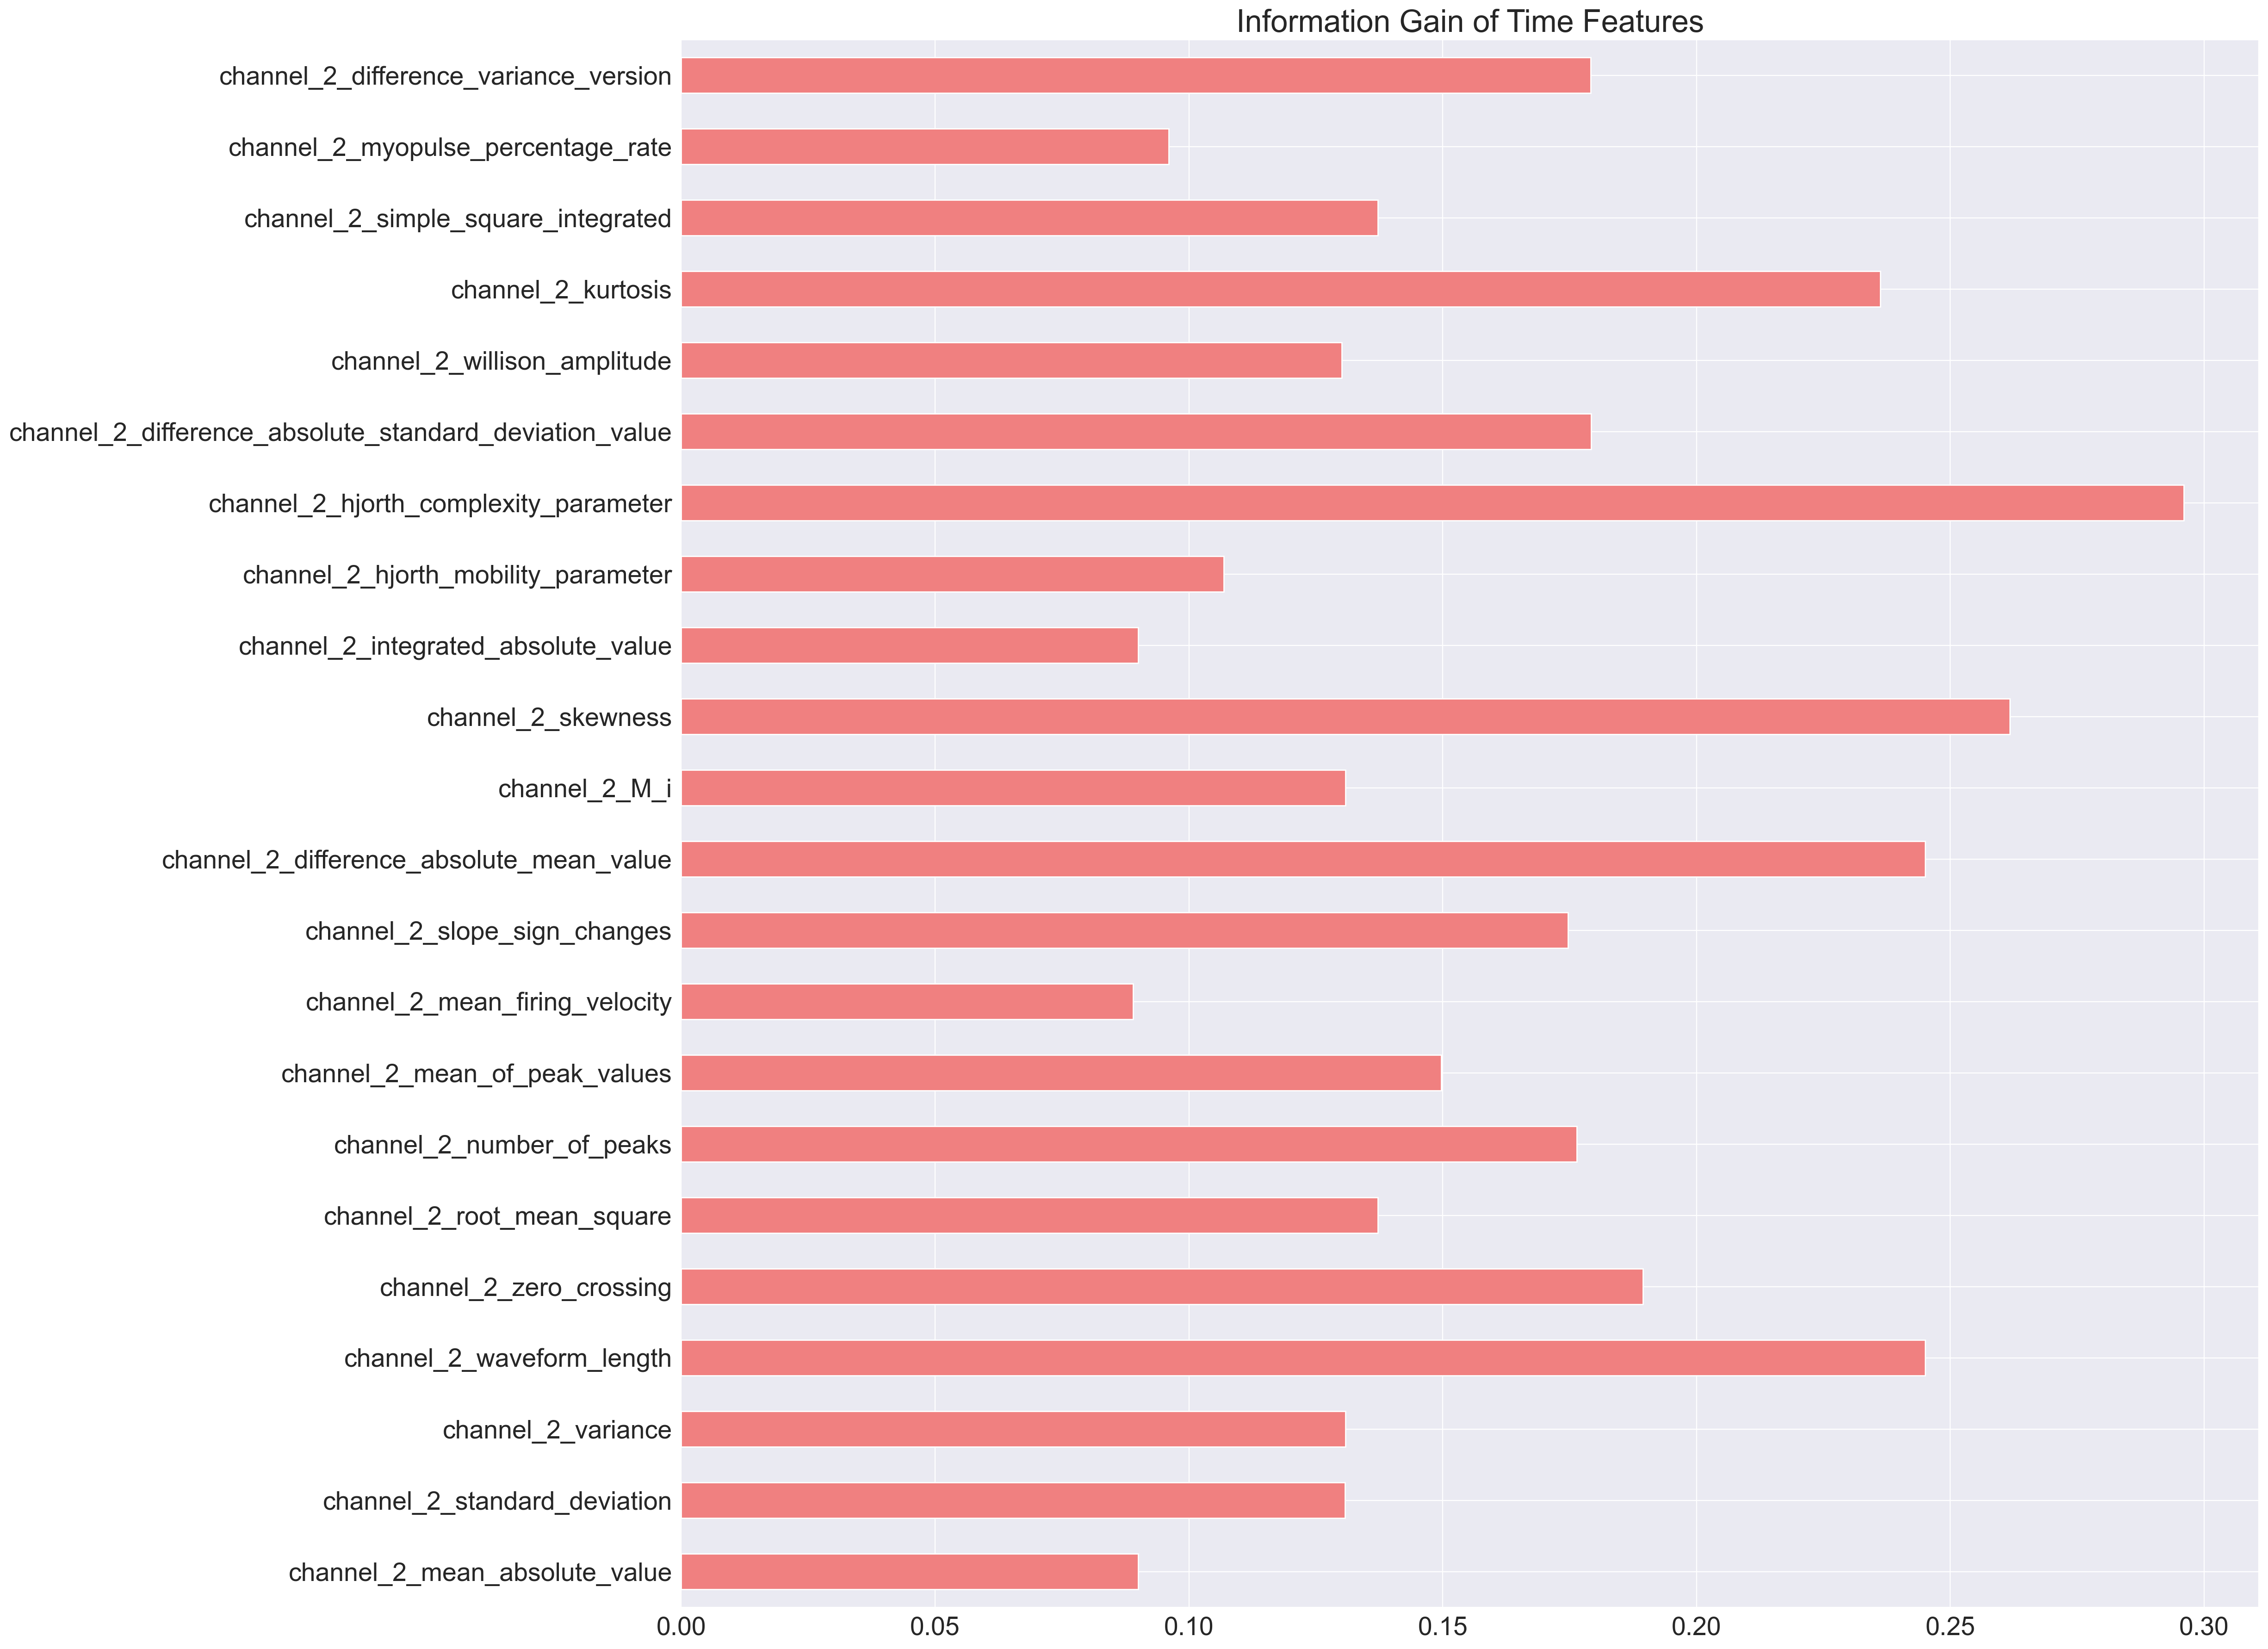 Information Gain of Time Features
channel_2_difference_variance_version
channel_2_myopulse_percentage_rate
channel_2_simple_square_integrated
channel_2_kurtosis
channel_2_willison_amplitude
channel_2_difference_absolute_standard_deviation_value
channel_2_hjorth_complexity_parameter
channel_2_hjorth_mobility_parameter
channel_2_integrated_absolute_value
channel_2_skewness
channel_2_M_i
channel_2_difference_absolute_mean_value
channel_2_slope_sign_changes
channel_2_mean_firing_velocity
channel_2_mean_of_peak_values
channel_2_number_of_peaks
channel_2_root_mean_square
channel_2_zero_crossing
channel_2_waveform_length
channel_2_variance
channel_2_standard_deviation
channel_2_mean_absolute_value
0.00 0.05 0.10 0.15 0.20 0.25 0.30